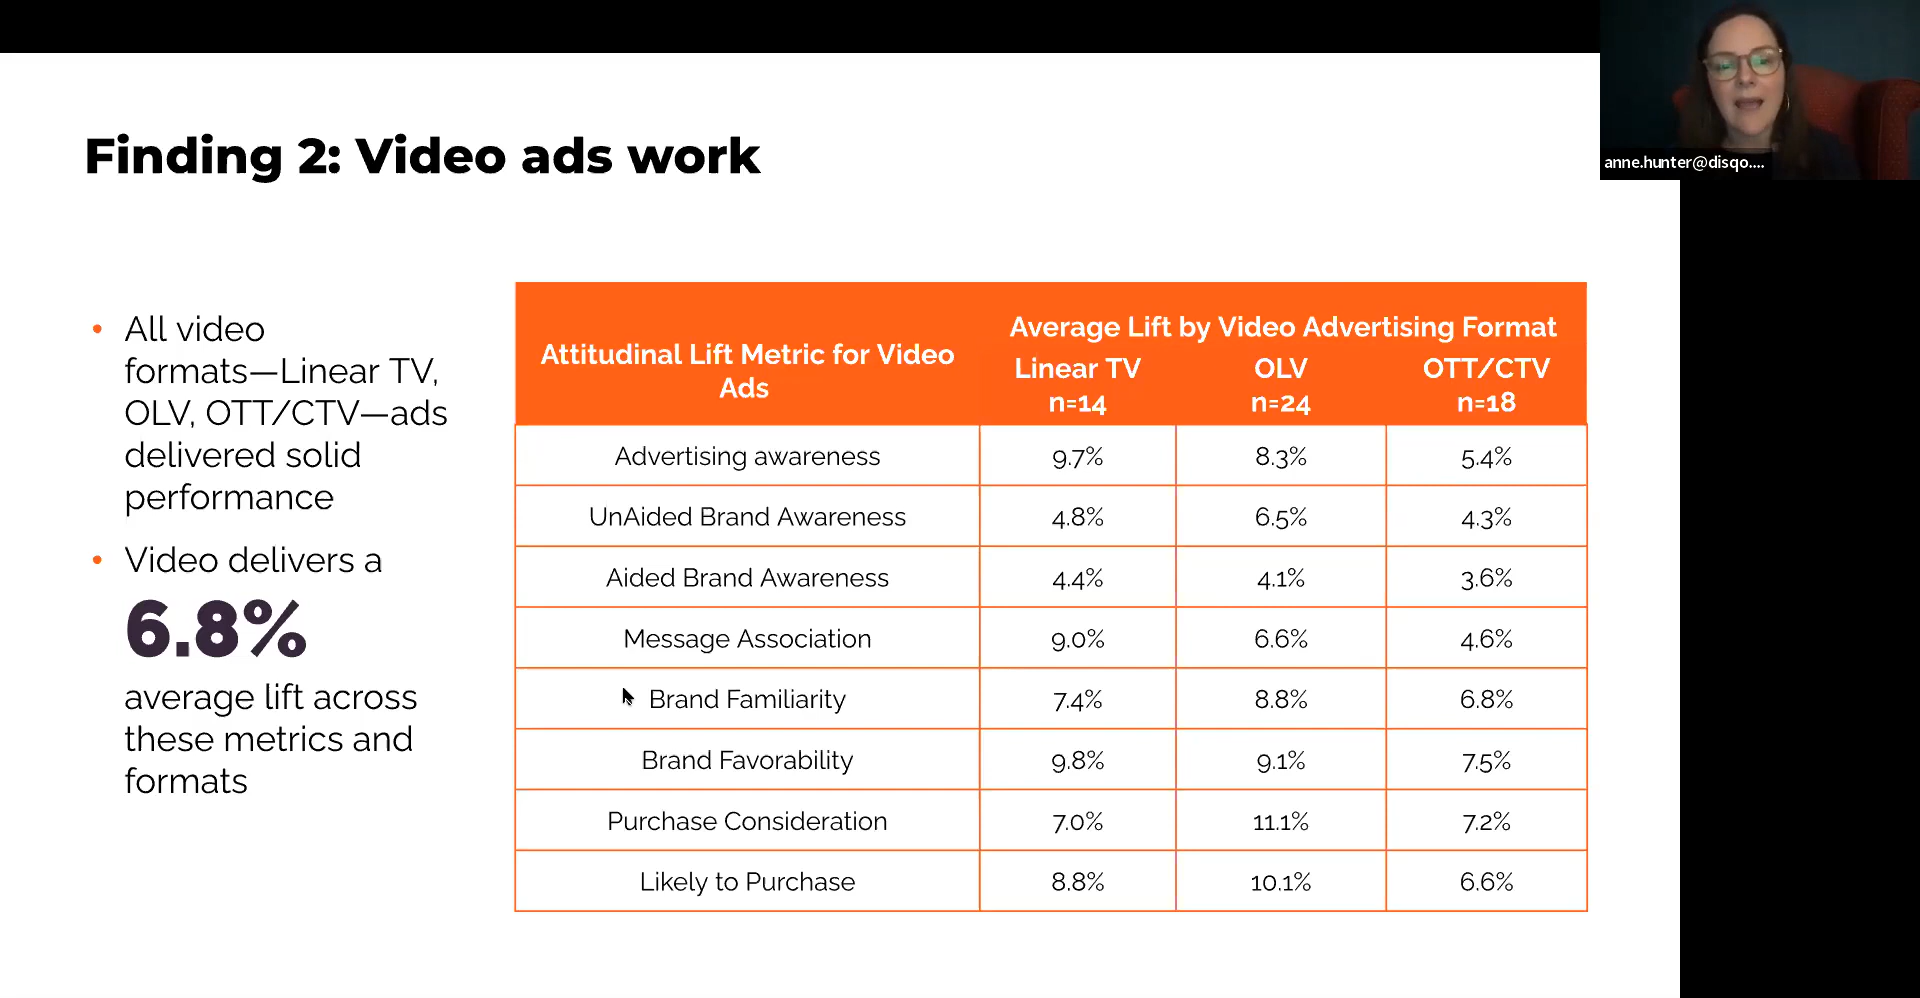 Finding 2: Video ads work
anne.hunter@disqo....
• All video
formats—Linear TV,
OLV, OTT/CTV—ads
delivered solid
performance
• Video delivers a
6.8%
average lift across
these metrics and
formats
Attitudinal Lift Metric for Video
Ads
Average Lift by Video Advertising Format
Linear TV OLV OTT/CTV
n=14 n=24 n=18
Advertising awareness 9.7% 8.3% 5.4%
UnAided Brand Awareness 4.8% 6.5% 4.3%
Aided Brand Awareness 4.4% 4.1% 3.6%
Message Association 9.0% 6.6% 4.6%
Brand Familiarity 7.4% 8.8% 6.8%
Brand Favorability 9.8% 9.1% 7.5%
Purchase Consideration 7.0% 11.1% 7.2%
Likely to Purchase 8.8% 10.1% 6.6%